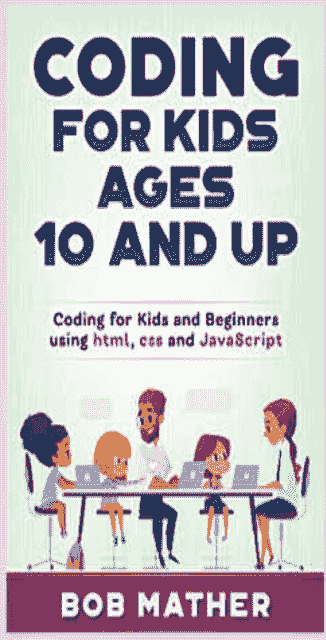 CODING
FOR KIDS
AGES
10 AND UP
Coding for Kids and Beginners
using html, css and JavaScript
BOB MATHER